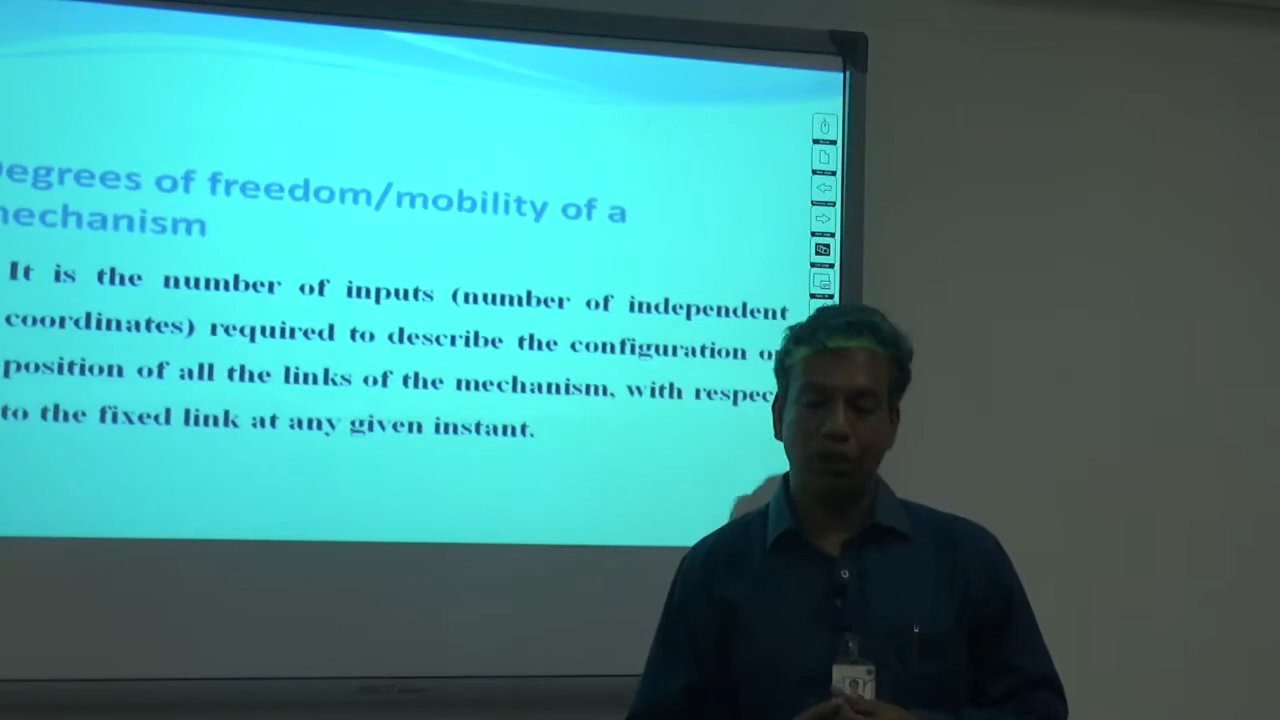 egrees of freedom/mobility of a
mechanism
It is the number of inputs (number of independent
coordinates) required to describe the configuration o
position of all the links of the mechanism, with respec
to the fixed link at any given instant.